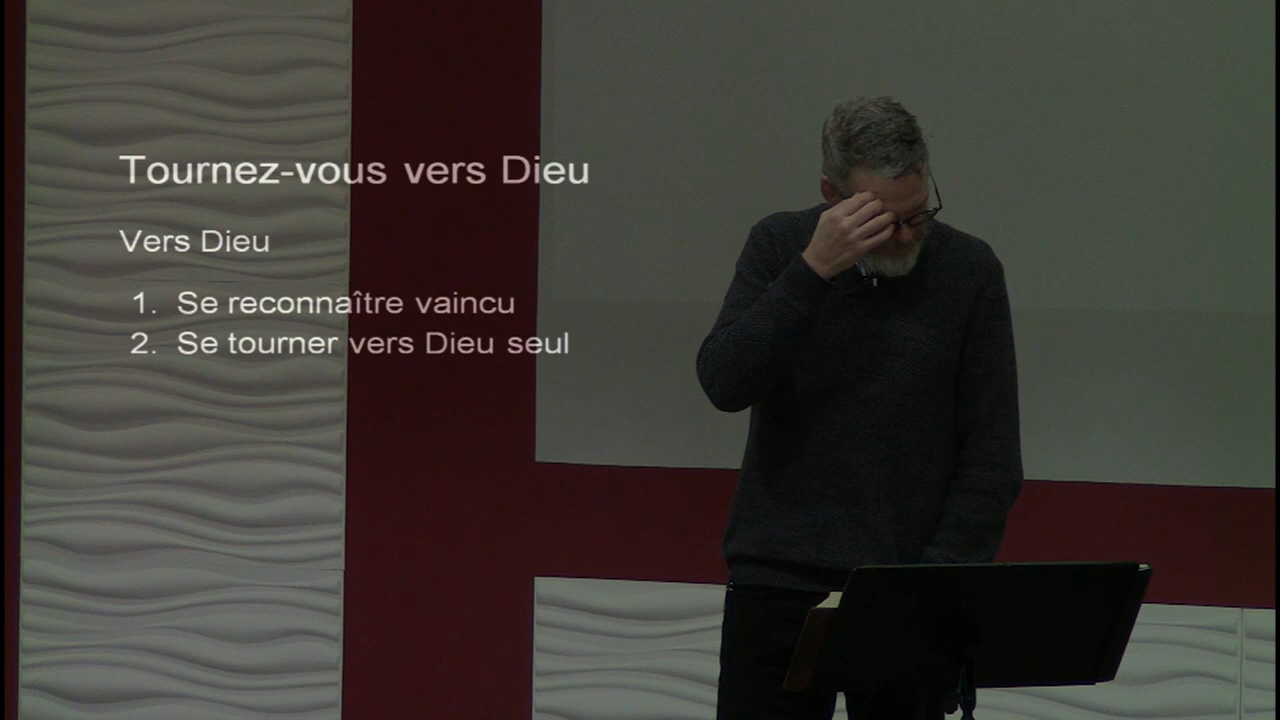 Tournez-vous vers Dieu
Vers Dieu
1. Se reconnaître vaincu
2. Se tourner vers Dieu seul